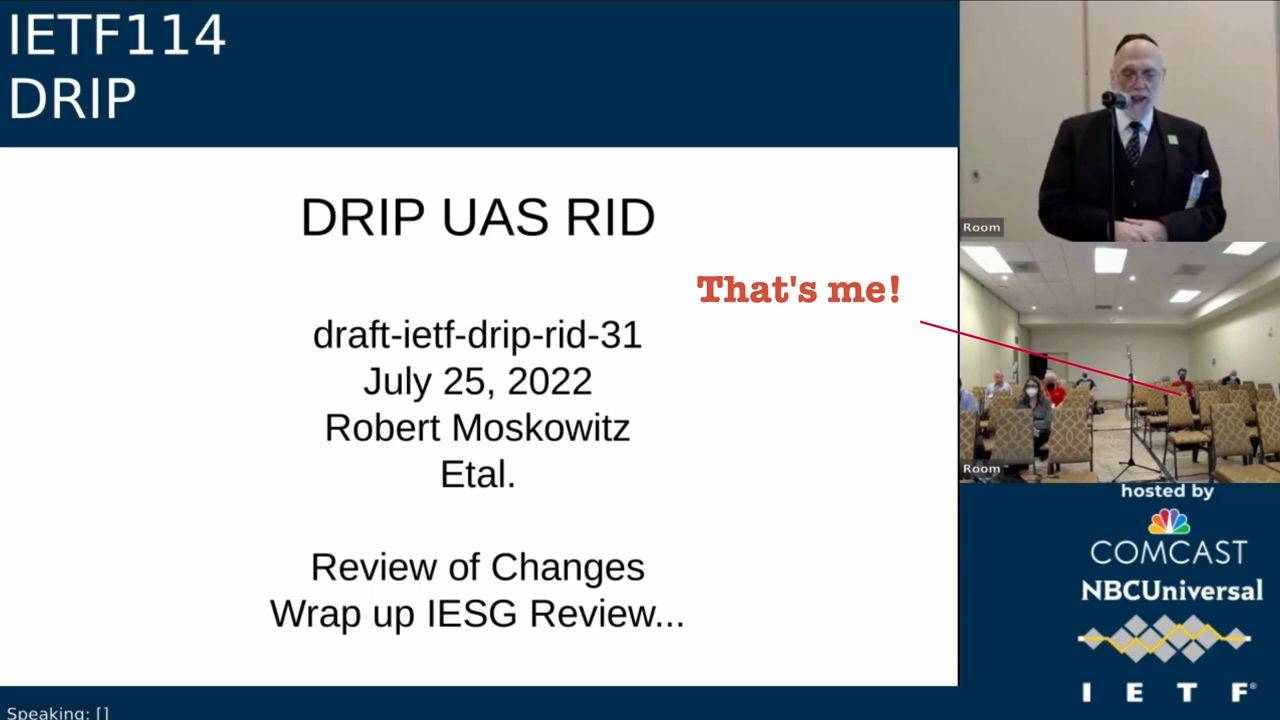 IETF114
DRIP
DRIP UAS RID
draft-ietf-drip-rid-31
July 25, 2022
Robert Moskowitz
Etal.
Review of Changes
Wrap up IESG Review...
That's me!
Room
Room
hosted by
COMCAST
NBCUniversal
I E T F®
Speaking: []